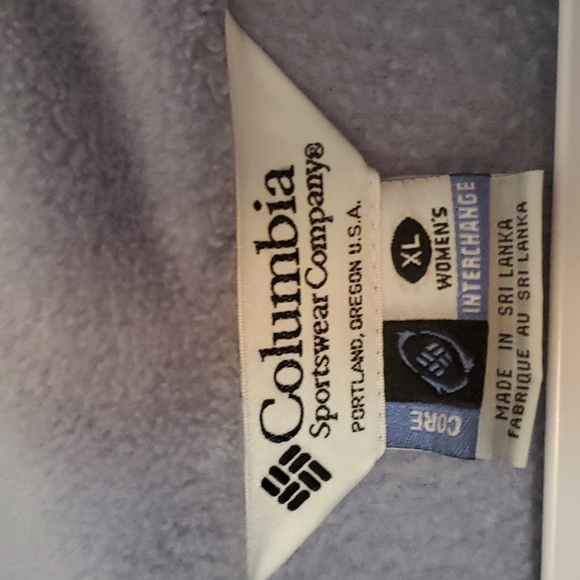 Columbia
Sportswear Company®
PORTLAND, OREGON U.S.A.
XL
WOMEN'S
INTERCHANGE
CORE
MADE IN SRI LANKA
FABRIQUE AU SRI LANKA